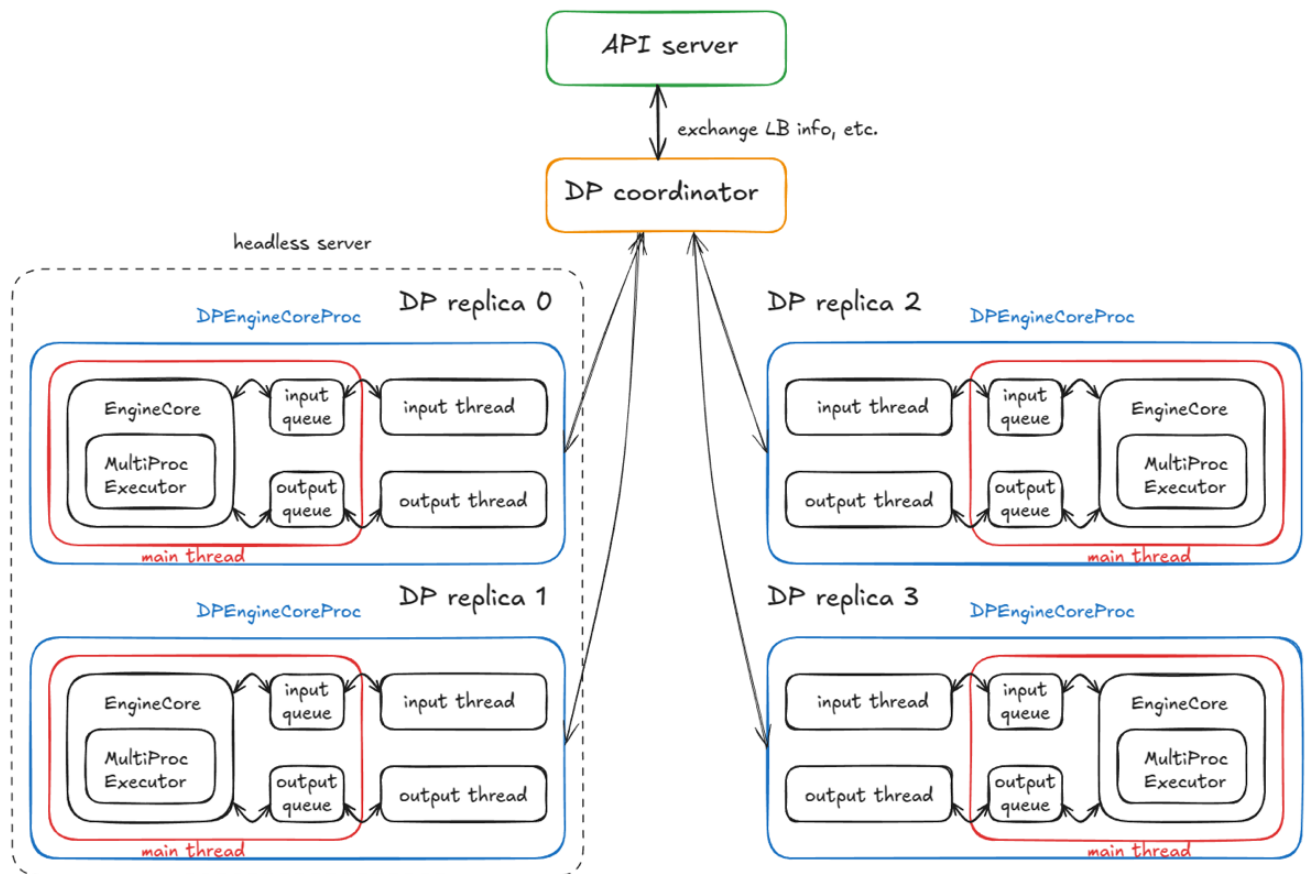 API server
exchange LB info, etc.
DP coordinator
headless server
DP replica 0
DPEngineCoreProc
EngineCore
MultiProc
Executor
input
queue
input thread
output
queue
output thread
main thread
DP replica 2
DPEngineCoreProc
input thread
input
queue
EngineCore
MultiProc
Executor
output thread
output
queue
main thread
DP replica 1
DPEngineCoreProc
EngineCore
MultiProc
Executor
input
queue
input thread
output
queue
output thread
main thread
DP replica 3
DPEngineCoreProc
input thread
input
queue
EngineCore
MultiProc
Executor
output thread
output
queue
main thread